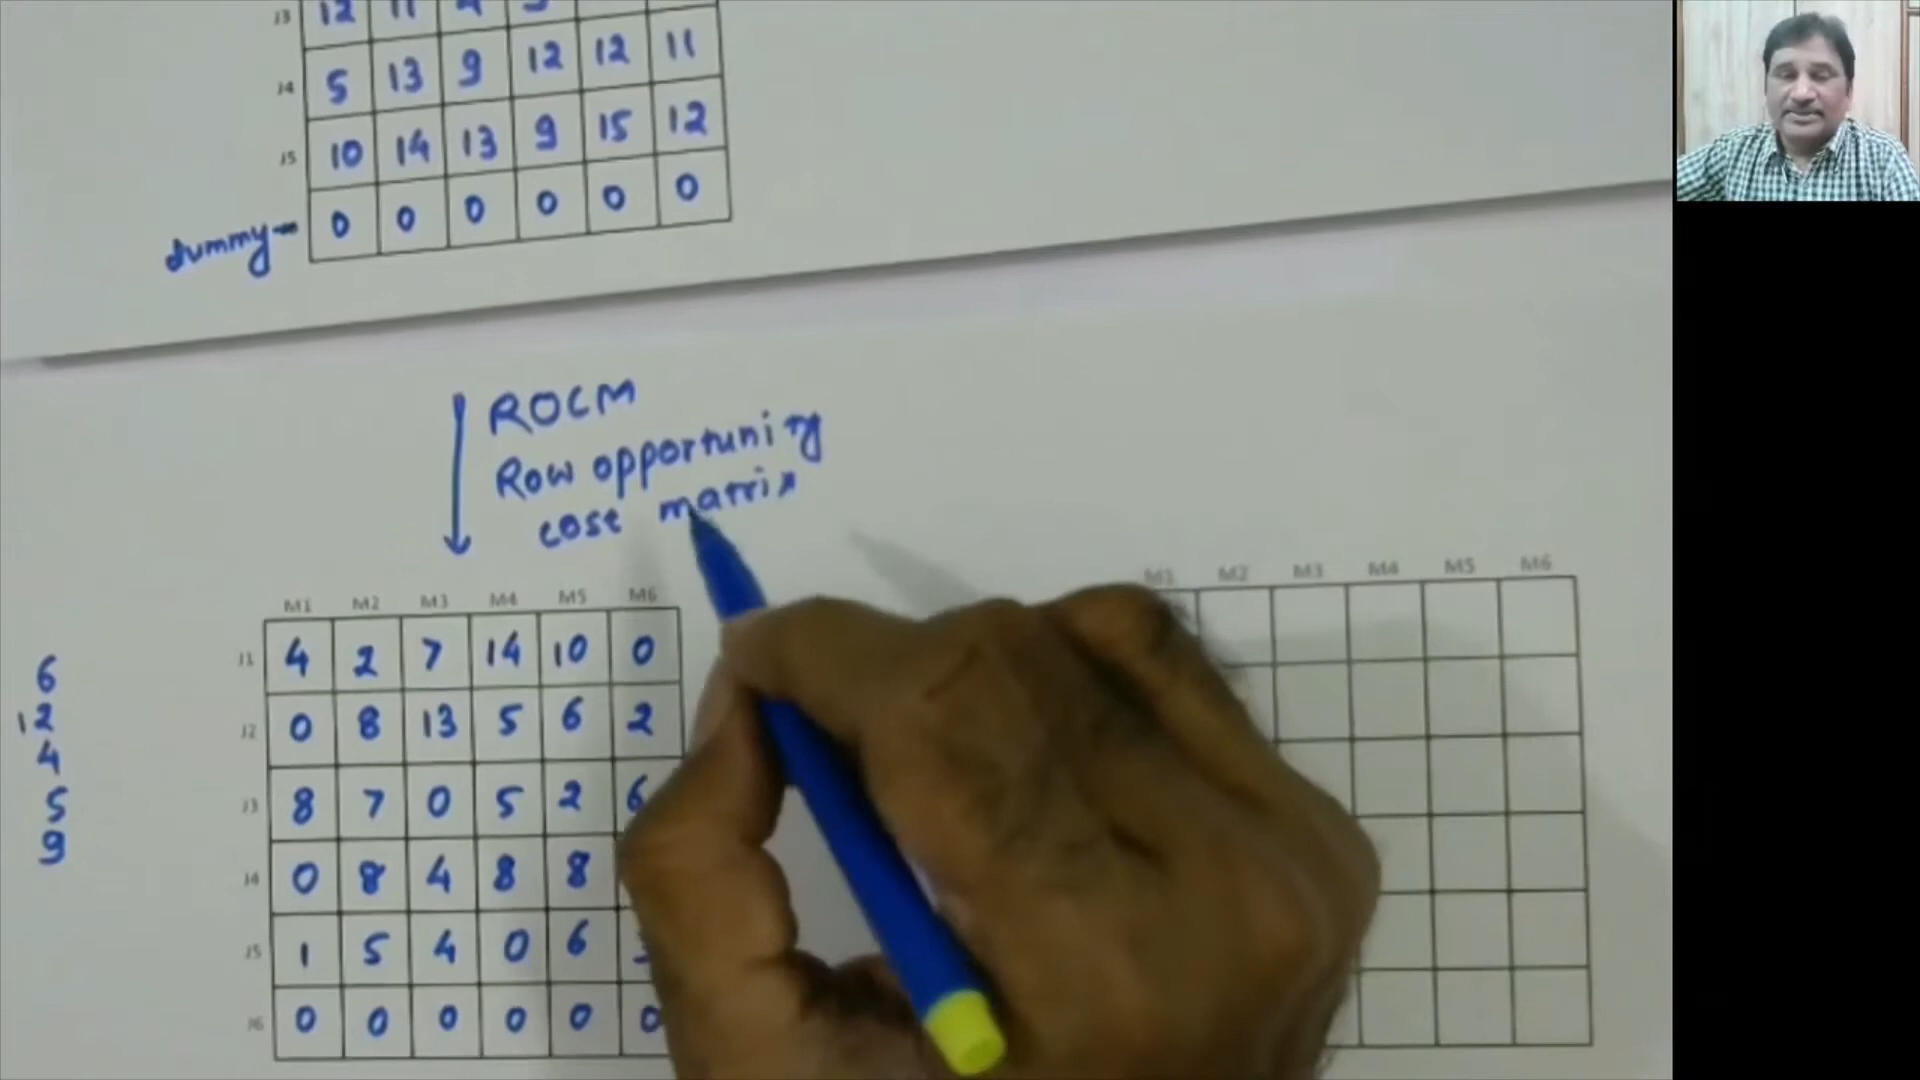 J3 12 11 4 9
J4 5 13 9 12 12 11
J5 10 14 13 9 15 12
dummy- 0 0 0 0 0 0
ROCM
Row opportunity
cost matrix
M1 M2 M3 M4 M5 M6
J1 4 2 7 14 10 0
J2 0 8 13 5 6 2
J3 8 7 0 5 2 6
J4 0 8 4 8 8
J5 1 5 4 0 6
J6 0 0 0 0 0 0
6
12
4
5
9
M1 M2 M3 M4 M5 M6